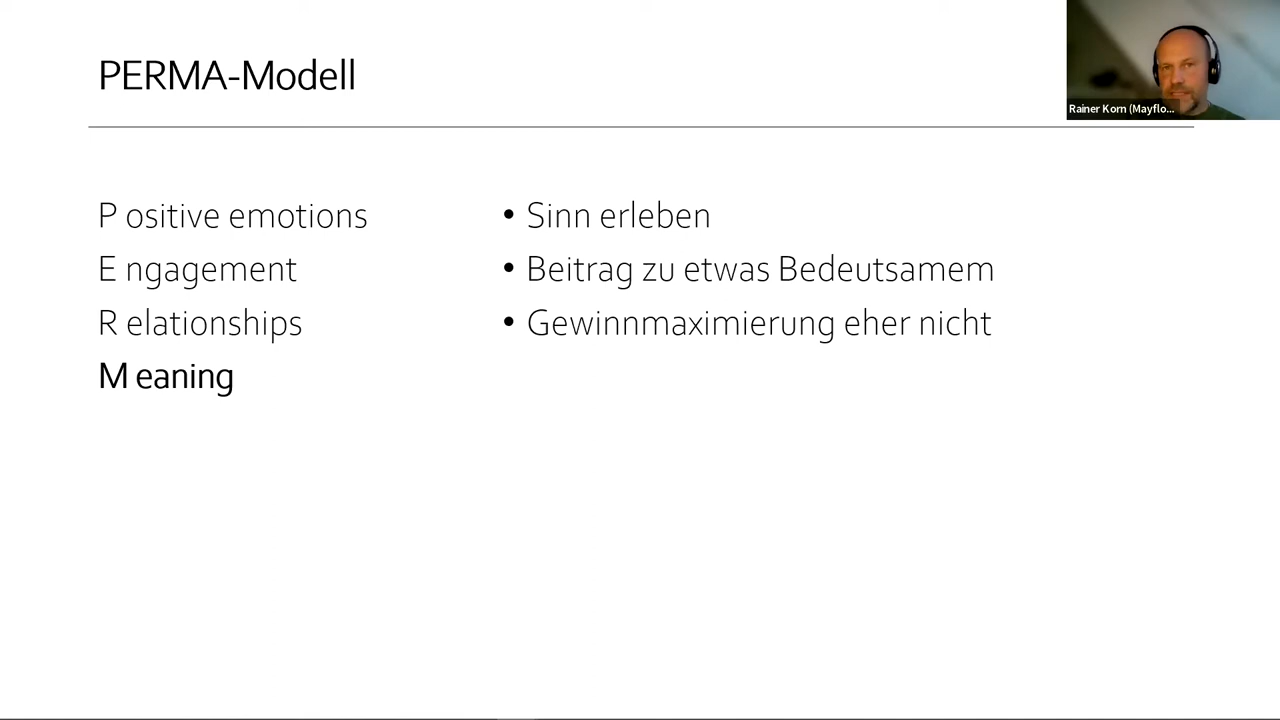 PERMA-Modell
Rainer Korn (Mayflo...
P ositive emotions
E ngagement
R elationships
M eaning
• Sinn erleben
• Beitrag zu etwas Bedeutsamem
• Gewinnmaximierung eher nicht